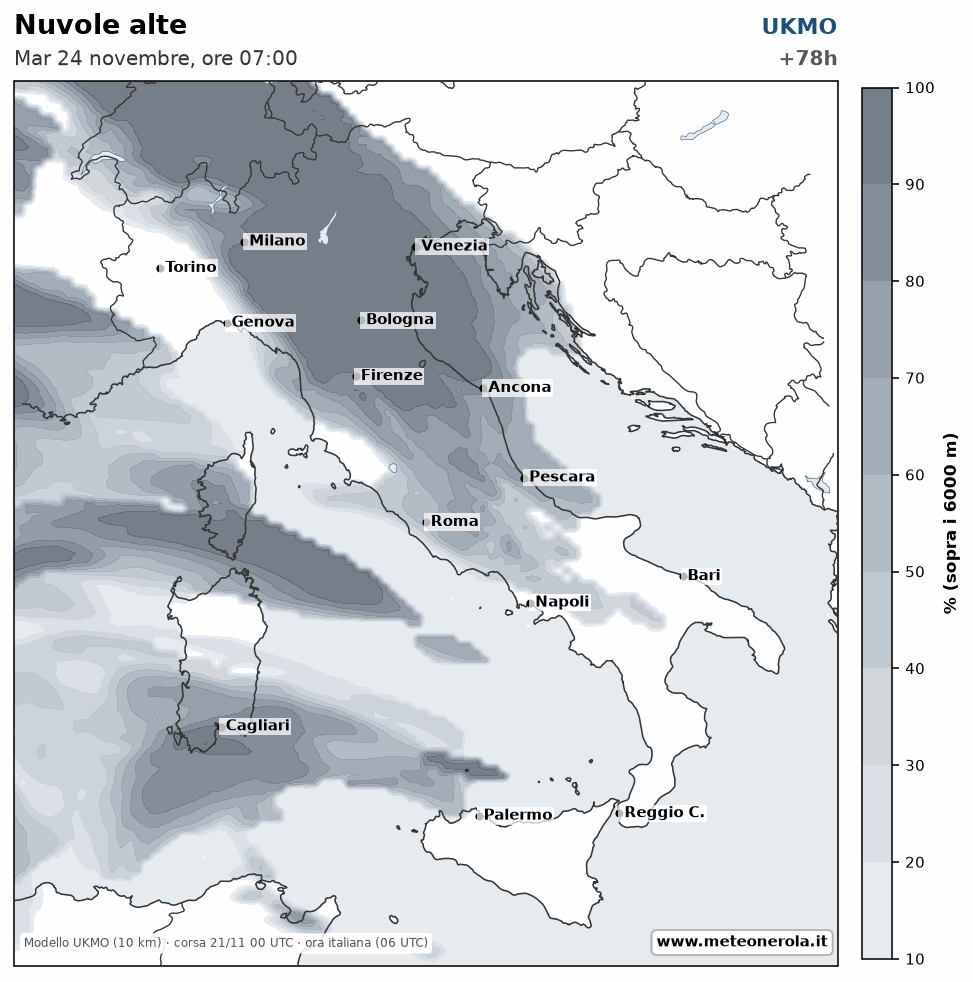 Nuvole alte
UKMO
Mar 24 novembre, ore 07:00
+78h
100
90
80
70
60
50
40
30
20
10
% (sopra i 6000 m)
Milano
Venezia
Torino
Genova
Bologna
Firenze
Ancona
Pescara
Roma
Bari
Napoli
Cagliari
Palermo
Reggio C.
Modello UKMO (10 km) · corsa 21/11 00 UTC · ora italiana (06 UTC)
www.meteonerola.it